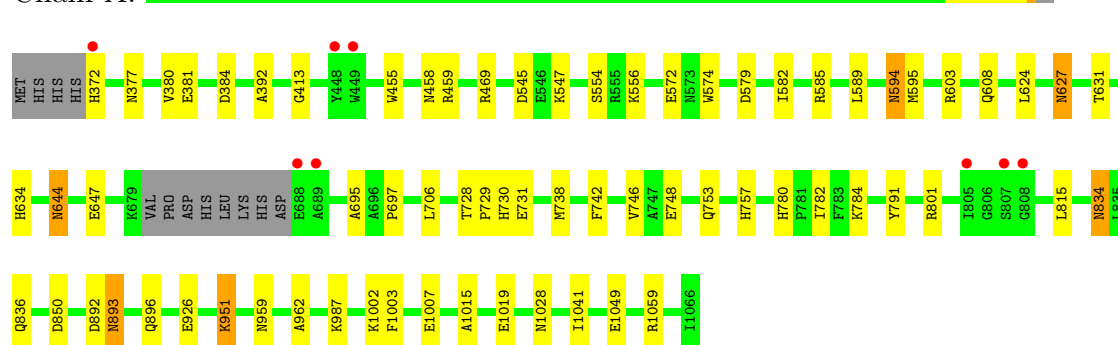 MET HIS HIS HIS H372 N377 V380 E381 D384 A392 G413 Y448 W449 W455 N458 R459 R469 D545 E546 K547 S554 R555 K556 E572 N573 W574 D579 I582 R585 L589 N594 M595 R603 Q608 L624 N627 T631
H634 N644 E647 K679 VAL PRO ASP HIS LEU LYS HIS ASP E688 A689 A695 A696 P697 L706 T728 P729 H730 E731 M738 F742 V746 A747 E748 Q753 H757 H780 P781 I782 F783 K784 Y791 R801 I805 G806 S807 G808 L815 N834 L835
Q836 D850 D892 N893 Q896 E926 K951 N959 A962 K987 K1002 F1003 E1007 A1015 E1019 N1028 I1041 E1049 R1059 I1066